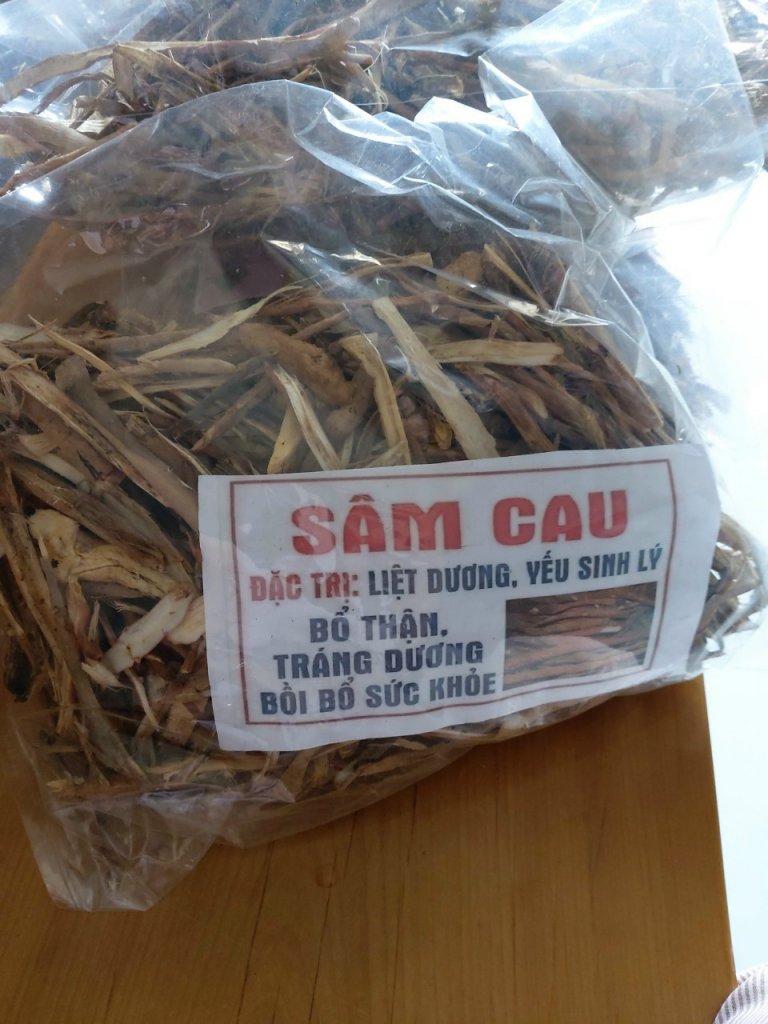 SÂM CAU
ĐẶC TRỊ: LIỆT DƯƠNG, YẾU SINH LÝ
BỔ THẬN,
TRÁNG DƯƠNG
BỒI BỔ SỨC KHỎE